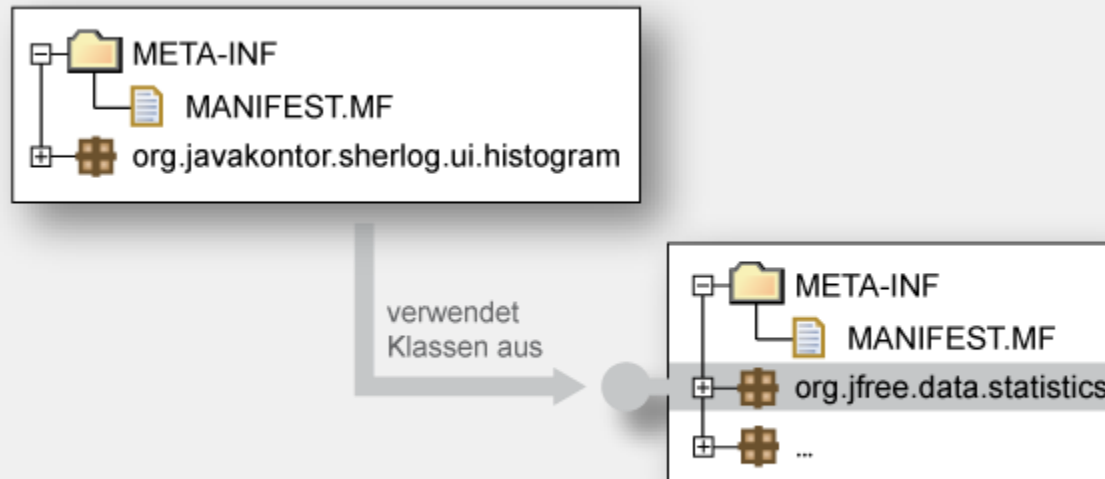 META-INF
MANIFEST.MF
org.javakontor.sherlog.ui.histogram
verwendet
Klassen aus
META-INF
MANIFEST.MF
org.jfree.data.statistics
...